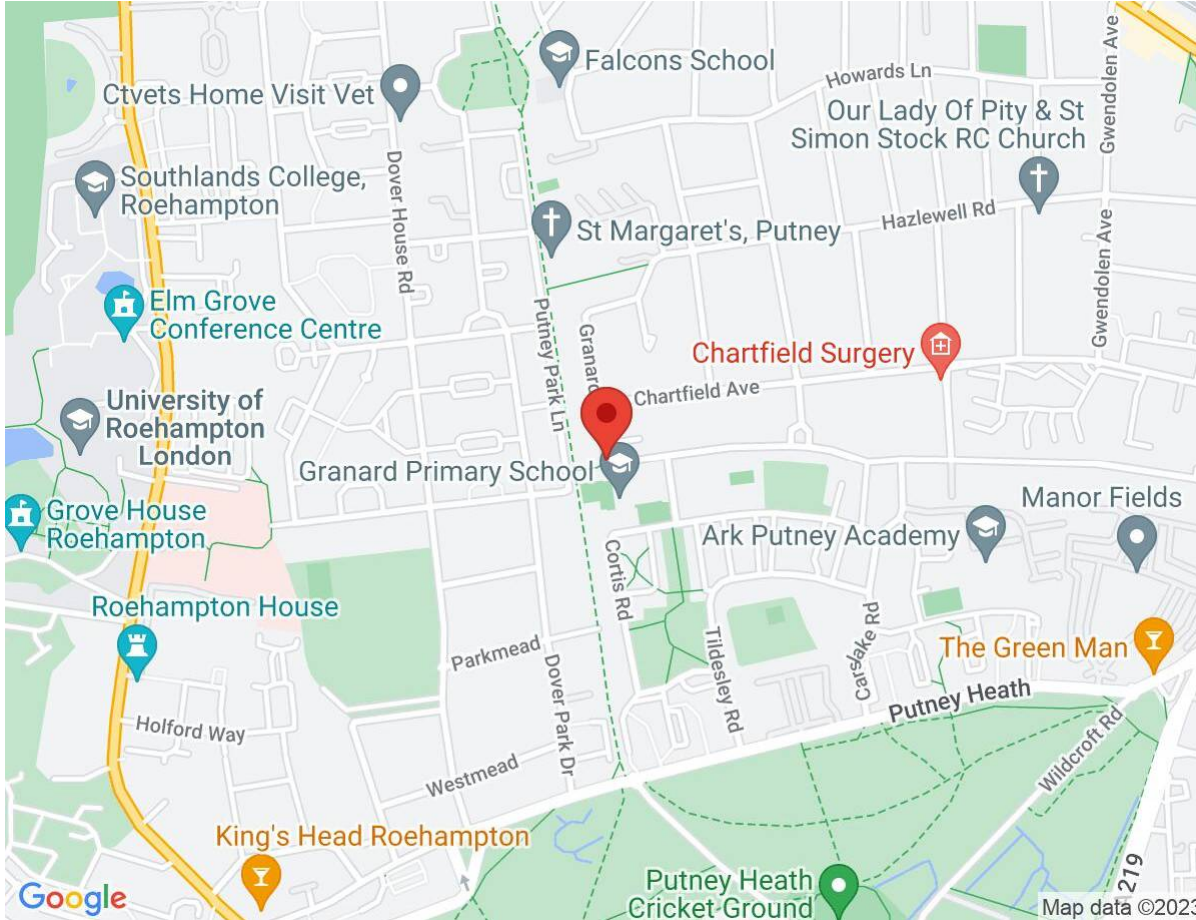 Falcons School
Howards Ln
Ctvets Home Visit Vet
Our Lady Of Pity & St
Simon Stock RC Church
Gwendolen Ave
Southlands College,
Roehampton
Dover House Rd
Hazlewell Rd
St Margaret's, Putney
Elm Grove
Conference Centre
Putney Park Ln
Granard
Gwendolen Ave
Chartfield Surgery
Chartfield Ave
University of
Roehampton
London
Granard Primary School
Manor Fields
Grove House
Roehampton
Ark Putney Academy
Cortis Rd
Roehampton House
Tildesley Rd
Carslake Rd
The Green Man
Parkmead
Dover Park Dr
Putney Heath
Holford Way
Wildcroft Rd
Westmead
King's Head Roehampton
Putney Heath
Cricket Ground
219
Google
Map data ©2023